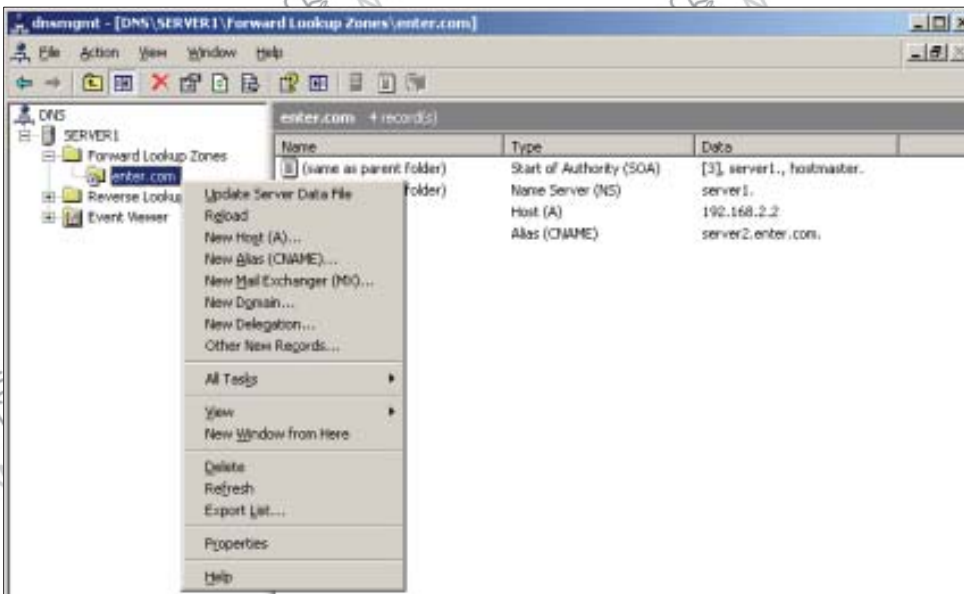 dnsmgmt - [DNS\SERVER1\Forward Lookup Zones\enter.com]
File Action View Window Help
DNS
SERVER1
Forward Lookup Zones
enter.com
Reverse Looku
Event Viewer
enter.com 4 record(s)
Name Type Data
(same as parent folder) Start of Authority (SOA) [3], server1., hostmaster.
folder) Name Server (NS) server1.
Host (A) 192.168.2.2
Alias (CNAME) server2.enter.com.
Update Server Data File
Reload
New Host (A)...
New Alias (CNAME)...
New Mail Exchanger (MX)...
New Domain...
New Delegation...
Other New Records...
All Tasks
View
New Window from Here
Delete
Refresh
Export List...
Properties
Help